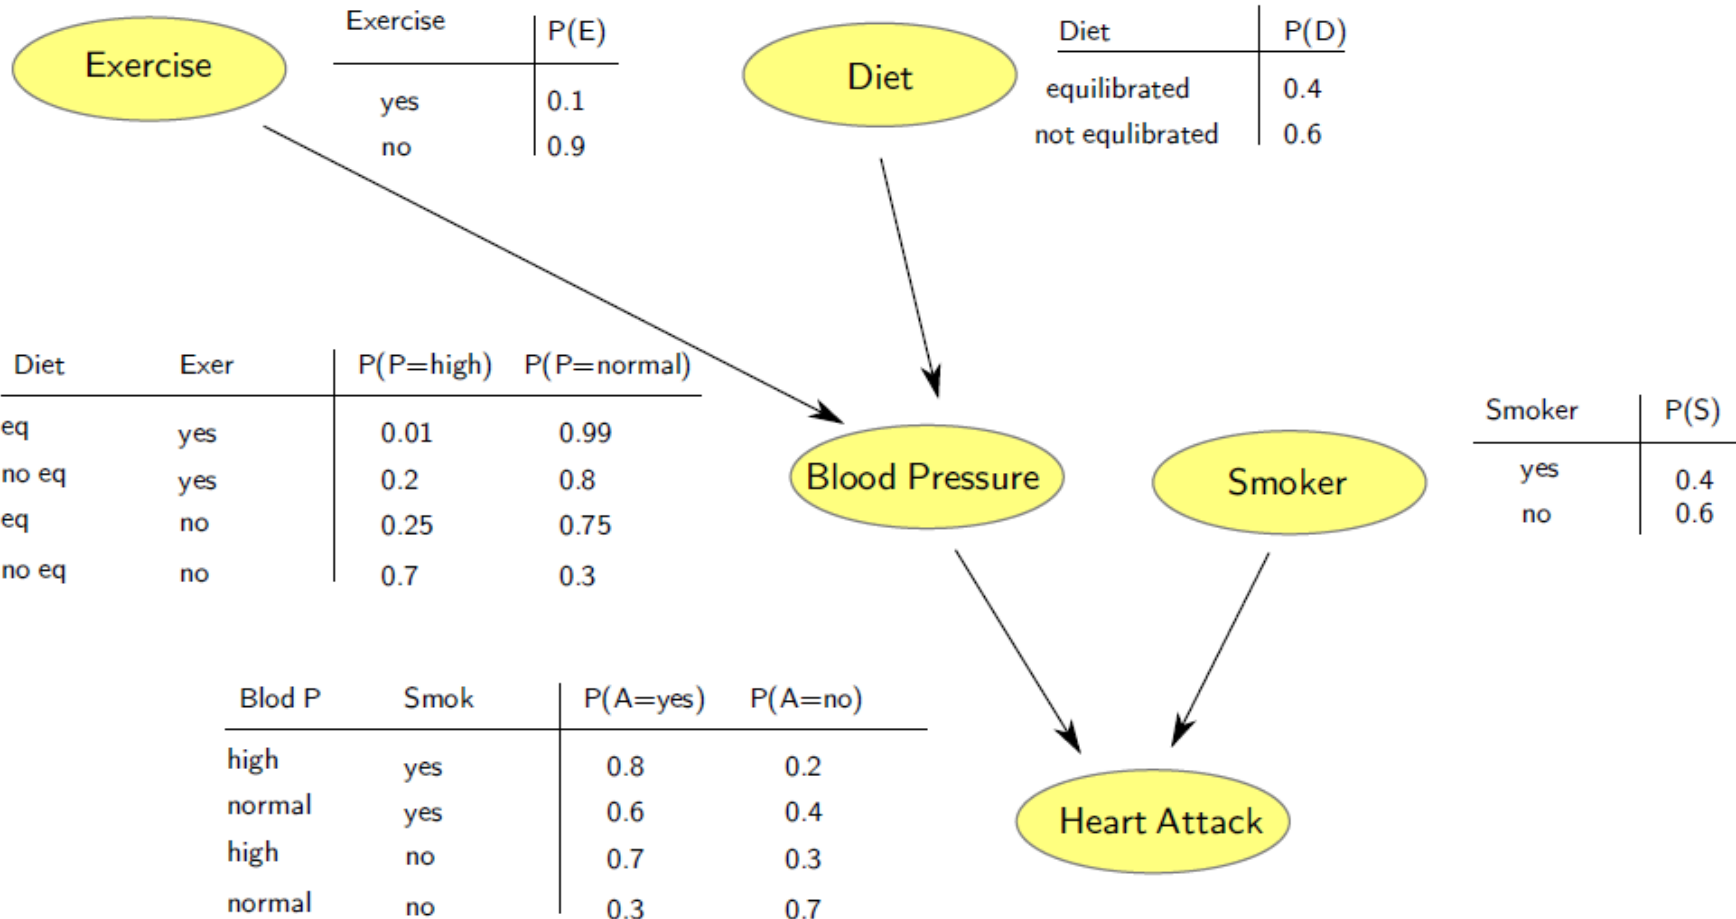 Exercise
Exercise P(E)
yes 0.1
no 0.9
Diet
Diet P(D)
equilibrated 0.4
not equlibrated 0.6
Diet Exer P(P=high) P(P=normal)
eq yes 0.01 0.99
no eq yes 0.2 0.8
eq no 0.25 0.75
no eq no 0.7 0.3
Blood Pressure
Smoker
Smoker P(S)
yes 0.4
no 0.6
Blod P Smok P(A=yes) P(A=no)
high yes 0.8 0.2
normal yes 0.6 0.4
high no 0.7 0.3
normal no 0.3 0.7
Heart Attack